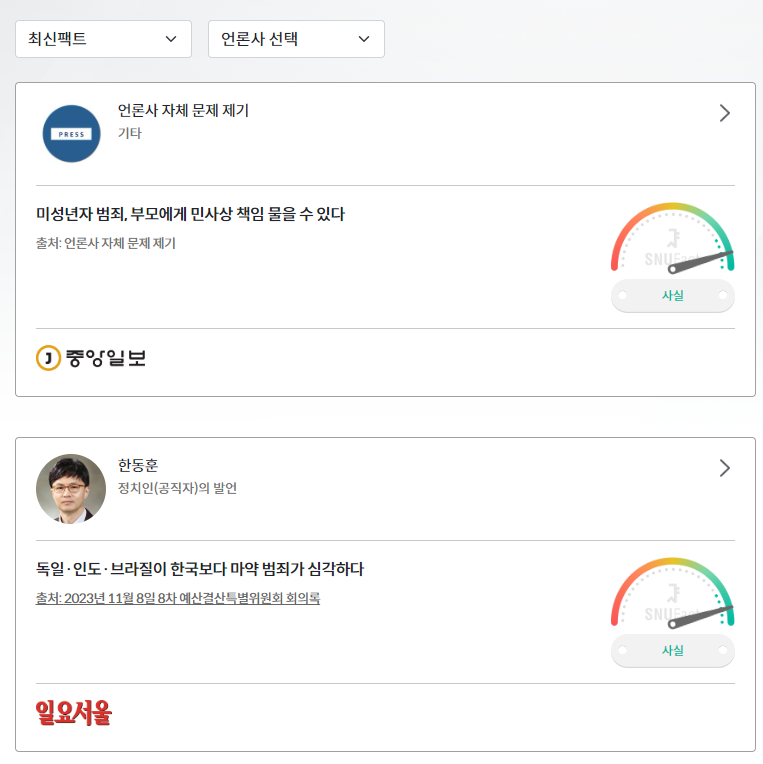 최신팩트
언론사 선택
PRESS
언론사 자체 문제 제기
기타
미성년자 범죄, 부모에게 민사상 책임 물을 수 있다
출처: 언론사 자체 문제 제기
사실
J 중앙일보
한동훈
정치인(공직자)의 발언
독일·인도·브라질이 한국보다 마약 범죄가 심각하다
출처: 2023년 11월 8일 8차 예산결산특별위원회 회의록
사실
일요서울